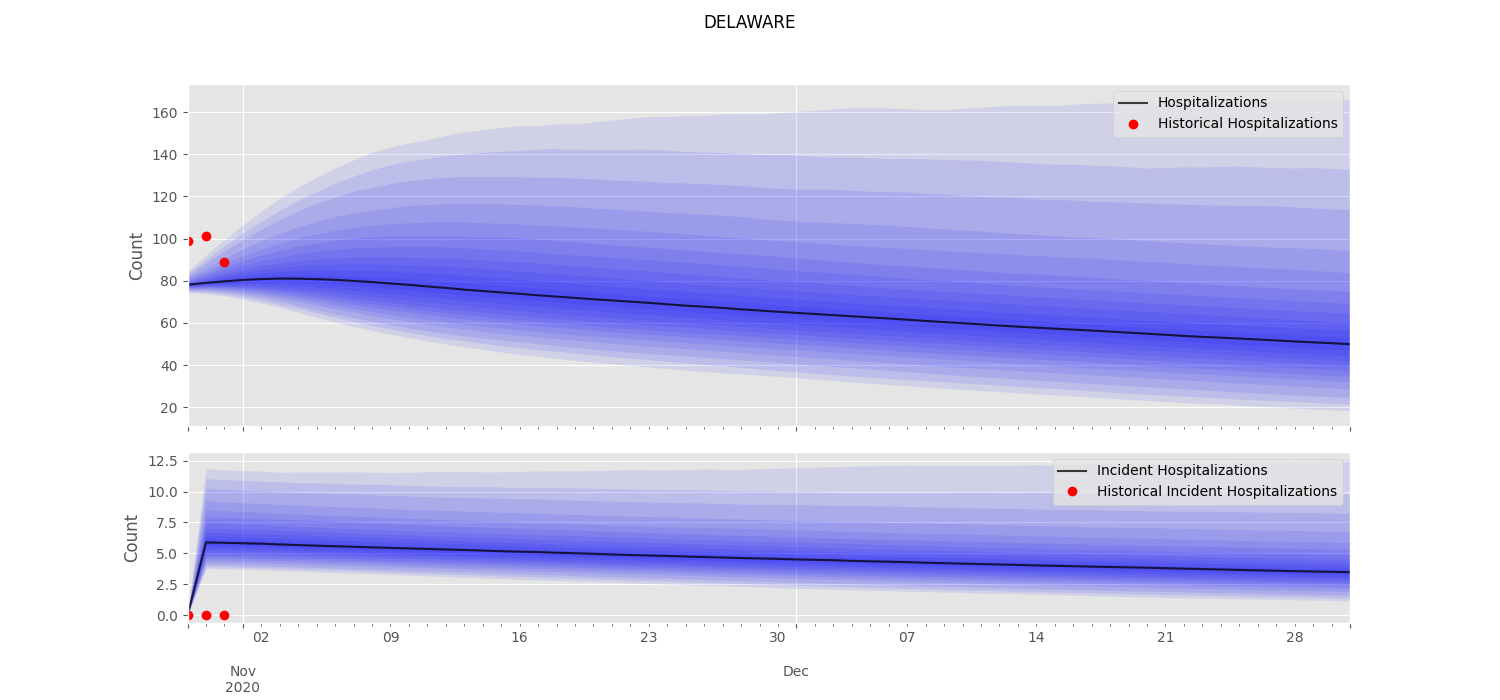 DELAWARE
160
140
120
100
80
60
40
20
Count
Hospitalizations
Historical Hospitalizations
12.5
10.0
7.5
5.0
2.5
0.0
Count
Incident Hospitalizations
Historical Incident Hospitalizations
02 09 16 23 30 07 14 21 28
Nov Dec
2020